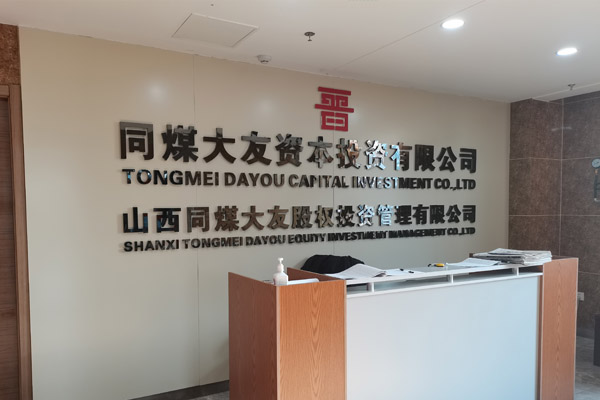 晋
同煤大友资本投资有限公司
TONGMEI DAYOU CAPITAL INVESTMENT CO.,LTD
山西同煤大友股权投资管理有限公司
SHANXI TONGMEI DAYOU EQUITY INVESTMENT MANAGEMENT CO.,LTD